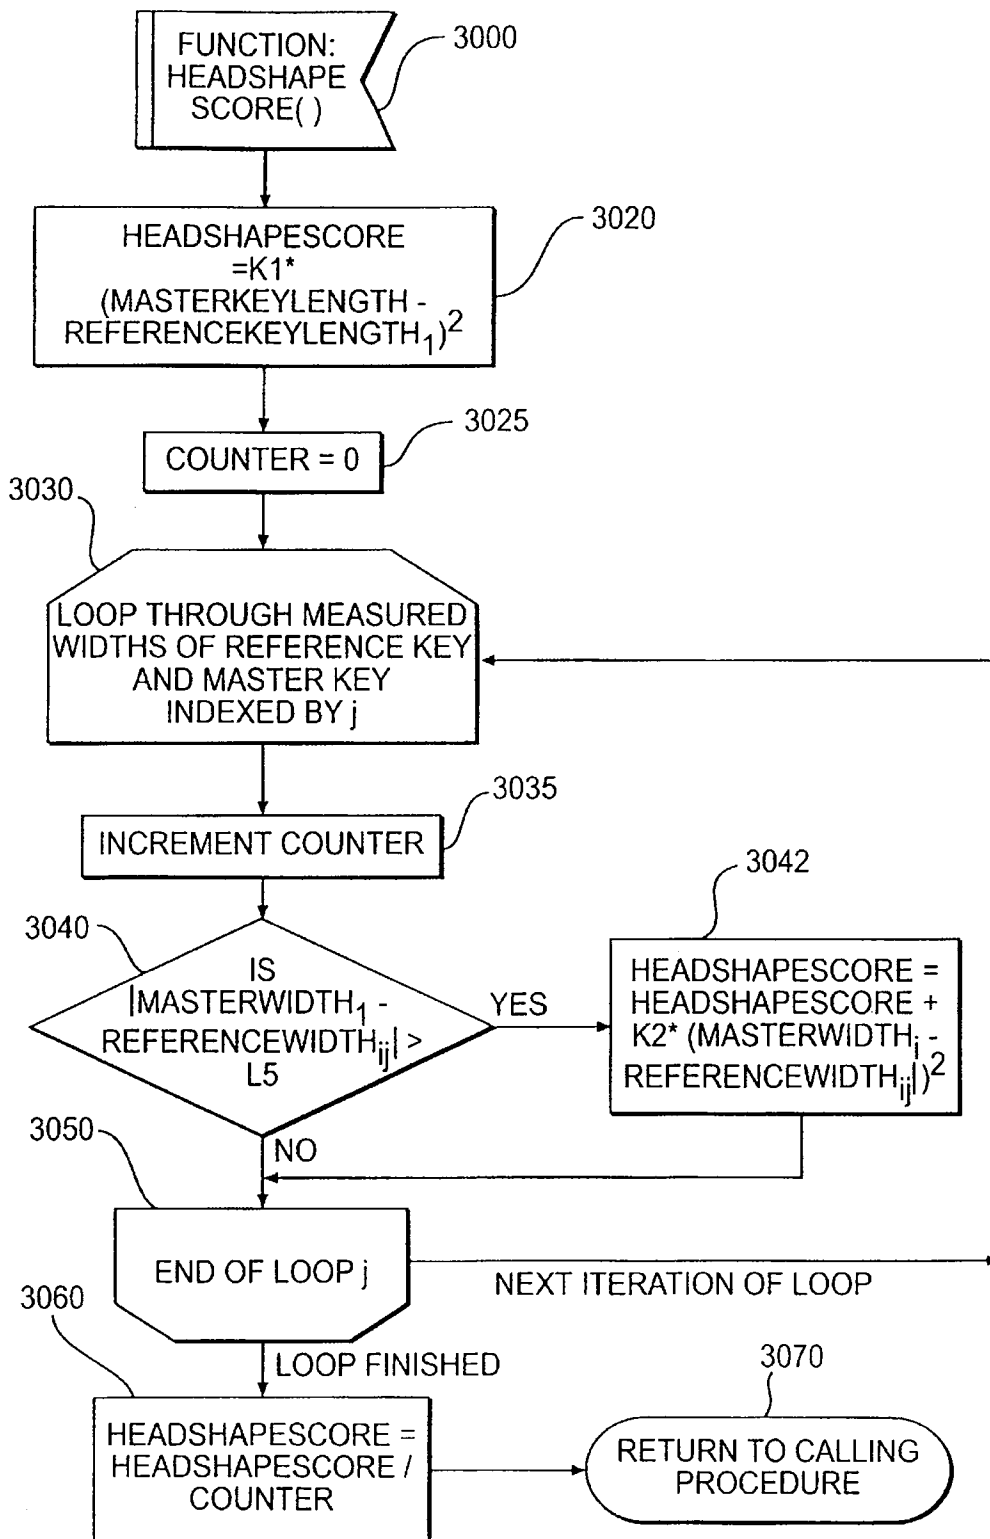 FUNCTION:
HEADSHAPE
SCORE( )
3000
HEADSHAPESCORE
=K1*
(MASTERKEYLENGTH -
REFERENCEKEYLENGTH1)2
3020
COUNTER = 0
3025
3030
LOOP THROUGH MEASURED
WIDTHS OF REFERENCE KEY
AND MASTER KEY
INDEXED BY j
INCREMENT COUNTER
3035
3040
IS
|MASTERWIDTH1 -
REFERENCEWIDTHij| >
L5
YES
3042
HEADSHAPESCORE =
HEADSHAPESCORE +
K2* (MASTERWIDTHi -
REFERENCEWIDTHij|)2
NO
3050
END OF LOOP j
NEXT ITERATION OF LOOP
LOOP FINISHED
3060
HEADSHAPESCORE =
HEADSHAPESCORE /
COUNTER
3070
RETURN TO CALLING
PROCEDURE